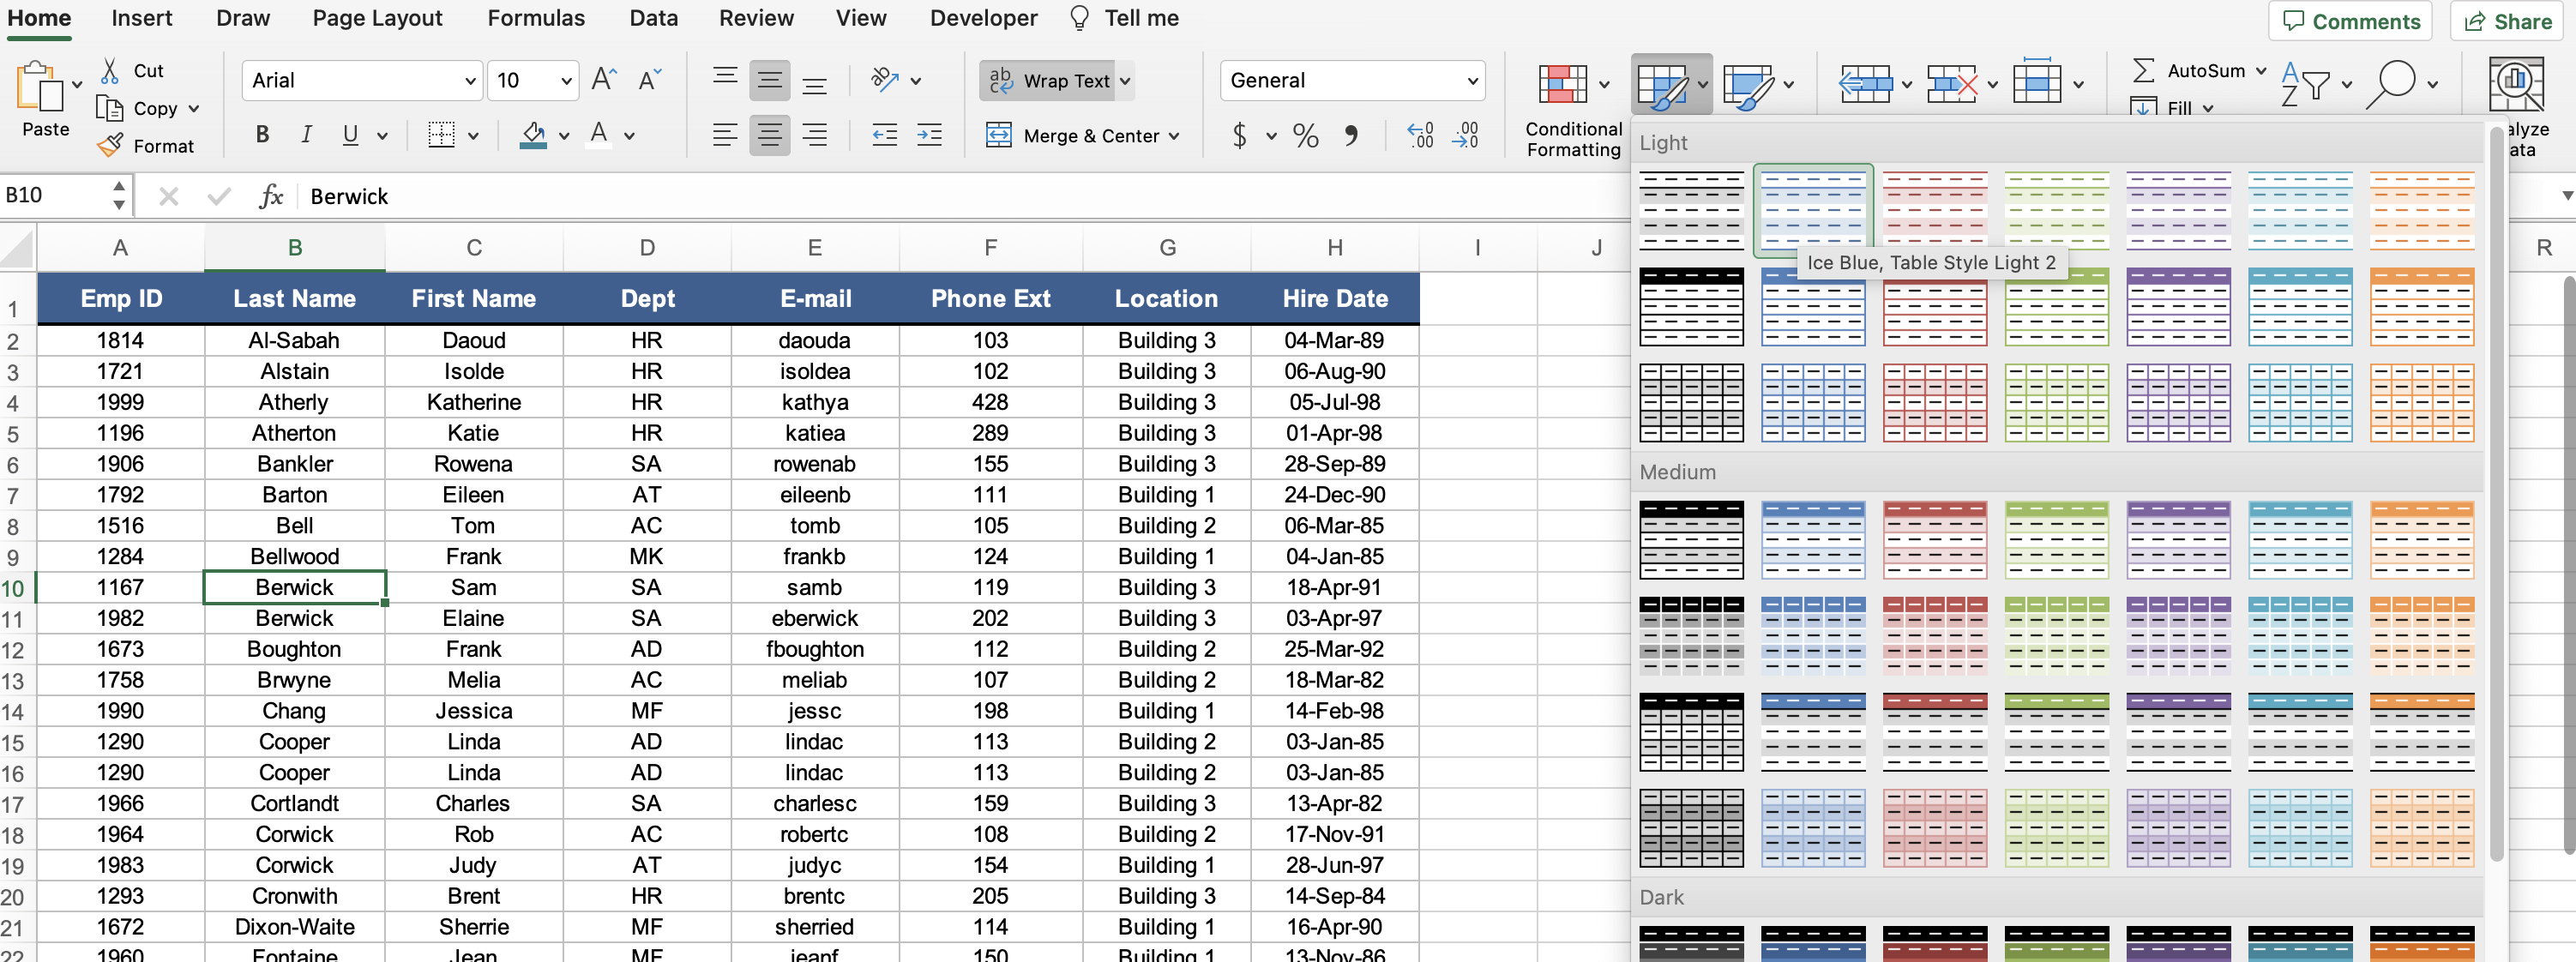 Home Insert Draw Page Layout Formulas Data Review View Developer Tell me Comments Share
Paste Cut Copy Format
Arial 10
B I U A
ab c Wrap Text
Merge & Center
General
$ % 9 .0 .00 .00 .0
Conditional Formatting
AutoSum
Fill
A Z
alyze
ata
B10 fx Berwick
A B C D E F G H I J R
1 Emp ID Last Name First Name Dept E-mail Phone Ext Location Hire Date
2 1814 Al-Sabah Daoud HR daouda 103 Building 3 04-Mar-89
3 1721 Alstain Isolde HR isoldea 102 Building 3 06-Aug-90
4 1999 Atherly Katherine HR kathya 428 Building 3 05-Jul-98
5 1196 Atherton Katie HR katiea 289 Building 3 01-Apr-98
6 1906 Bankler Rowena SA rowenab 155 Building 3 28-Sep-89
7 1792 Barton Eileen AT eileenb 111 Building 1 24-Dec-90
8 1516 Bell Tom AC tomb 105 Building 2 06-Mar-85
9 1284 Bellwood Frank MK frankb 124 Building 1 04-Jan-85
10 1167 Berwick Sam SA samb 119 Building 3 18-Apr-91
11 1982 Berwick Elaine SA eberwick 202 Building 3 03-Apr-97
12 1673 Boughton Frank AD fboughton 112 Building 2 25-Mar-92
13 1758 Brwyne Melia AC meliab 107 Building 2 18-Mar-82
14 1990 Chang Jessica MF jessc 198 Building 1 14-Feb-98
15 1290 Cooper Linda AD lindac 113 Building 2 03-Jan-85
16 1290 Cooper Linda AD lindac 113 Building 2 03-Jan-85
17 1966 Cortlandt Charles SA charlesc 159 Building 3 13-Apr-82
18 1964 Corwick Rob AC robertc 108 Building 2 17-Nov-91
19 1983 Corwick Judy AT judyc 154 Building 1 28-Jun-97
20 1293 Cronwith Brent HR brentc 205 Building 3 14-Sep-84
21 1672 Dixon-Waite Sherrie MF sherried 114 Building 1 16-Apr-90
22 1960 Fontaine Jean MF jeanf 150 Building 1 13-Nov-86
Light
Ice Blue, Table Style Light 2
Medium
Dark